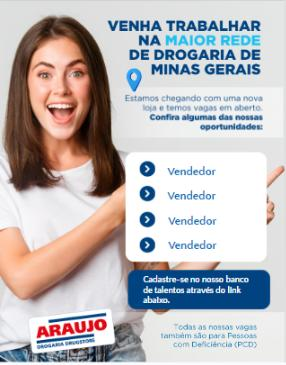 VENHA TRABALHAR
NA MAIOR REDE
DE DROGARIA DE
MINAS GERAIS
Estamos chegando com uma nova
loja e temos vagas em aberto.
Confira algumas das nossas
oportunidades:
Vendedor
Vendedor
Vendedor
Vendedor
Cadastre-se no nosso banco
de talentos através do link
abaixo.
ARAUJO
DROGARIA DRUGSTORE
Todas as nossas vagas
também são para Pessoas
com Deficiência (PCD)